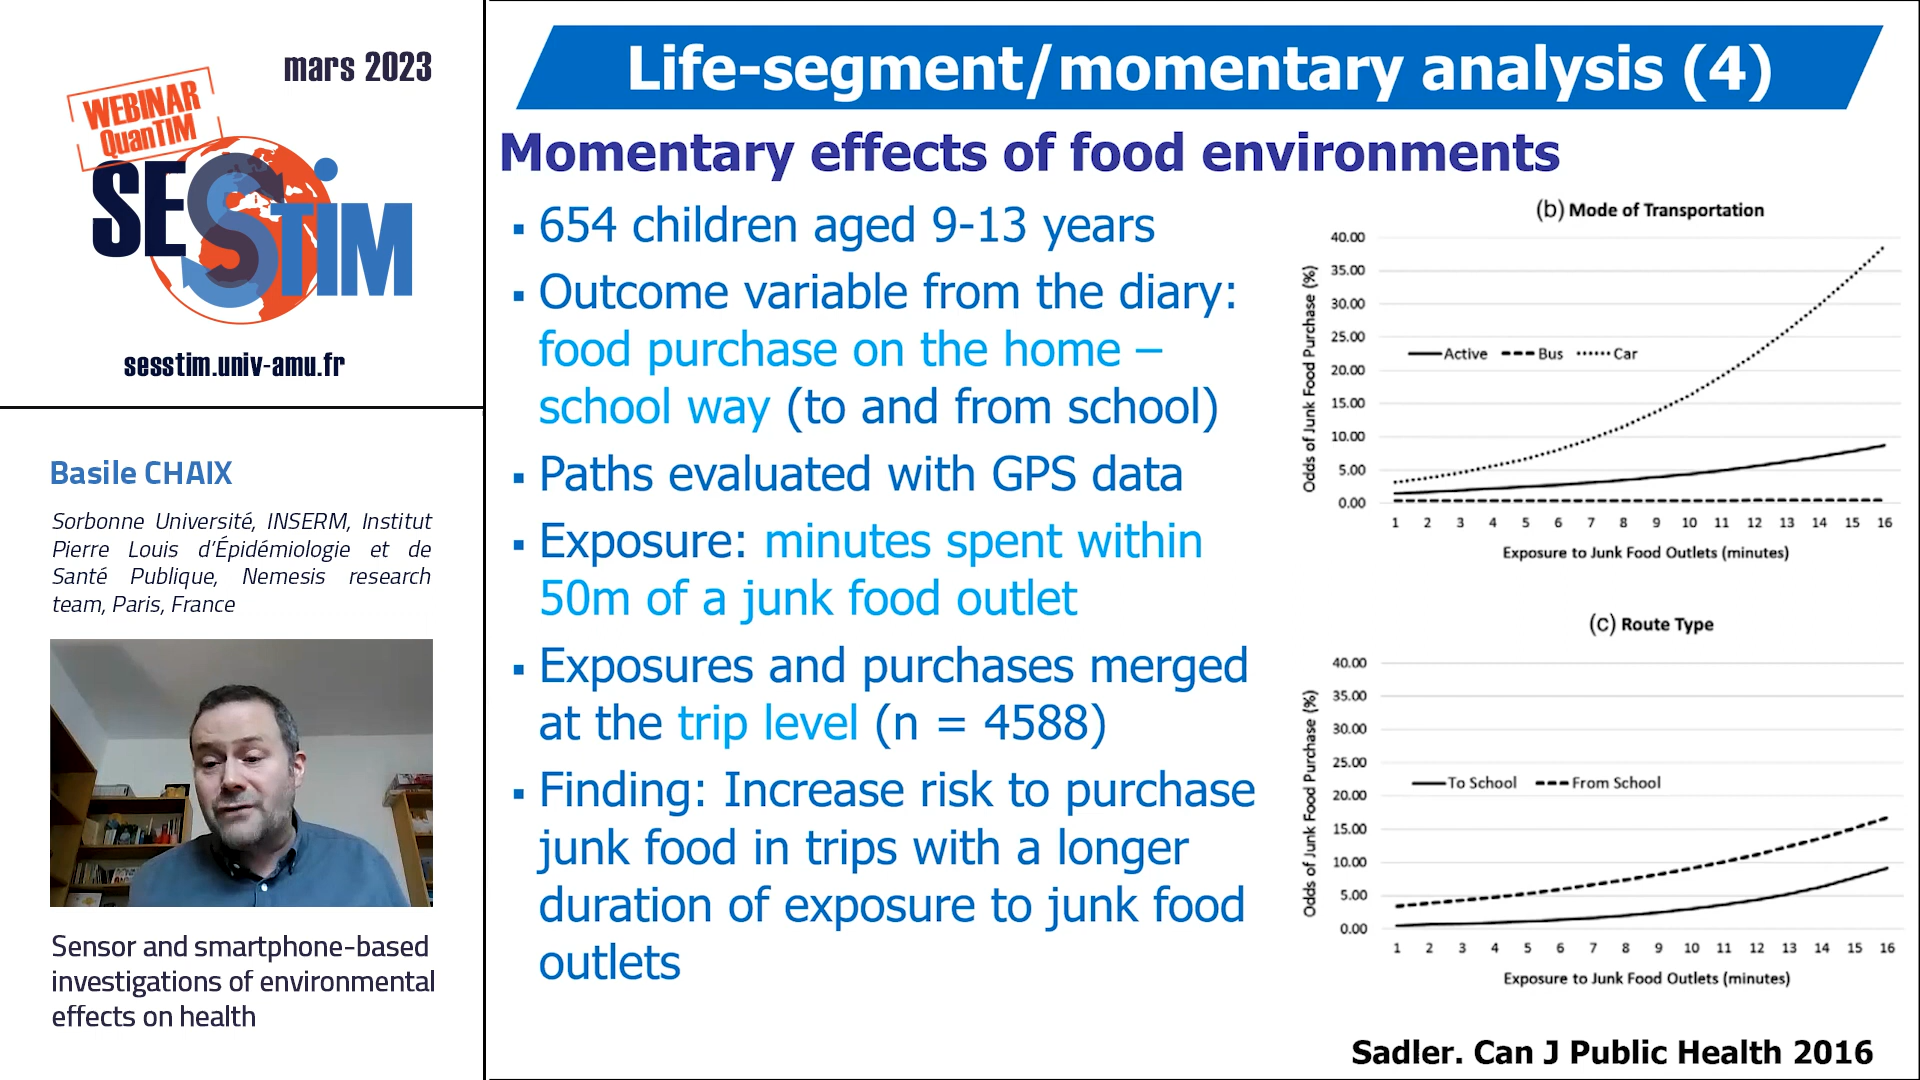 mars 2023
WEBINAR
QuanTIM
SESSTIM
sesstim.univ-amu.fr
Basile CHAIX
Sorbonne Université, INSERM, Institut
Pierre Louis d'Épidémiologie et de
Santé Publique, Nemesis research
team, Paris, France
Sensor and smartphone-based
investigations of environmental
effects on health
Life-segment/momentary analysis (4)
Momentary effects of food environments
▪ 654 children aged 9-13 years
▪ Outcome variable from the diary:
food purchase on the home –
school way (to and from school)
▪ Paths evaluated with GPS data
▪ Exposure: minutes spent within
50m of a junk food outlet
▪ Exposures and purchases merged
at the trip level (n = 4588)
▪ Finding: Increase risk to purchase
junk food in trips with a longer
duration of exposure to junk food
outlets
(b) Mode of Transportation
Odds of Junk Food Purchase (%)
40.00
35.00
30.00
25.00
20.00
15.00
10.00
5.00
0.00
Active Bus Car
1 2 3 4 5 6 7 8 9 10 11 12 13 14 15 16
Exposure to Junk Food Outlets (minutes)
(c) Route Type
Odds of Junk Food Purchase (%)
40.00
35.00
30.00
25.00
20.00
15.00
10.00
5.00
0.00
To School From School
1 2 3 4 5 6 7 8 9 10 11 12 13 14 15 16
Exposure to Junk Food Outlets (minutes)
Sadler. Can J Public Health 2016